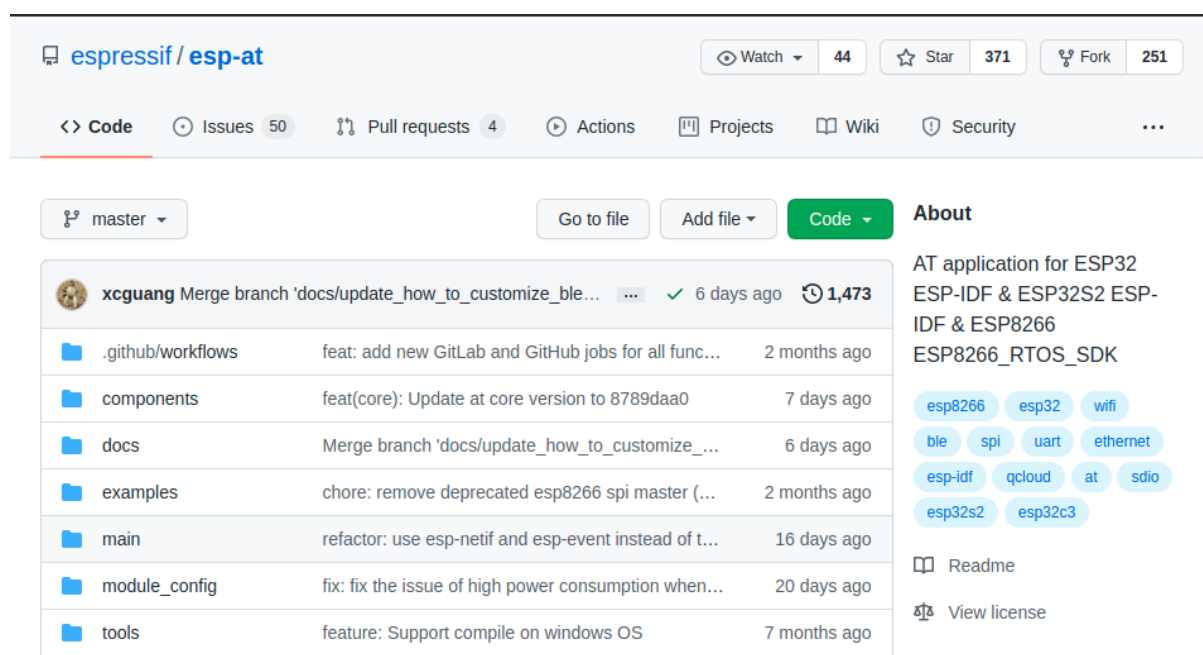 espressif / esp-at
Watch 44 Star 371 Fork 251
Code Issues 50 Pull requests 4 Actions Projects Wiki Security ...
master Go to file Add file Code
xcguang Merge branch 'docs/update_how_to_customize_ble… ... 6 days ago 1,473
.github/workflows feat: add new GitLab and GitHub jobs for all func… 2 months ago
components feat(core): Update at core version to 8789daa0 7 days ago
docs Merge branch 'docs/update_how_to_customize_… 6 days ago
examples chore: remove deprecated esp8266 spi master (… 2 months ago
main refactor: use esp-netif and esp-event instead of t… 16 days ago
module_config fix: fix the issue of high power consumption when… 20 days ago
tools feature: Support compile on windows OS 7 months ago
About
AT application for ESP32
ESP-IDF & ESP32S2 ESP-
IDF & ESP8266
ESP8266_RTOS_SDK
esp8266 esp32 wifi
ble spi uart ethernet
esp-idf qcloud at sdio
esp32s2 esp32c3
Readme
View license